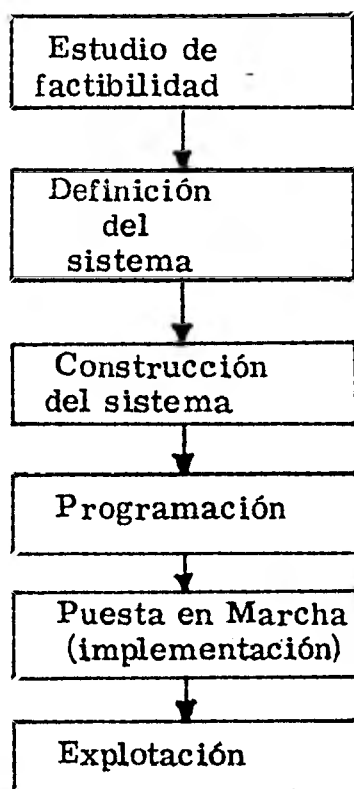 Estudio de
factibilidad
Definición
del
sistema
Construcción
del sistema
Programación
Puesta en Marcha
(implementación)
Explotación